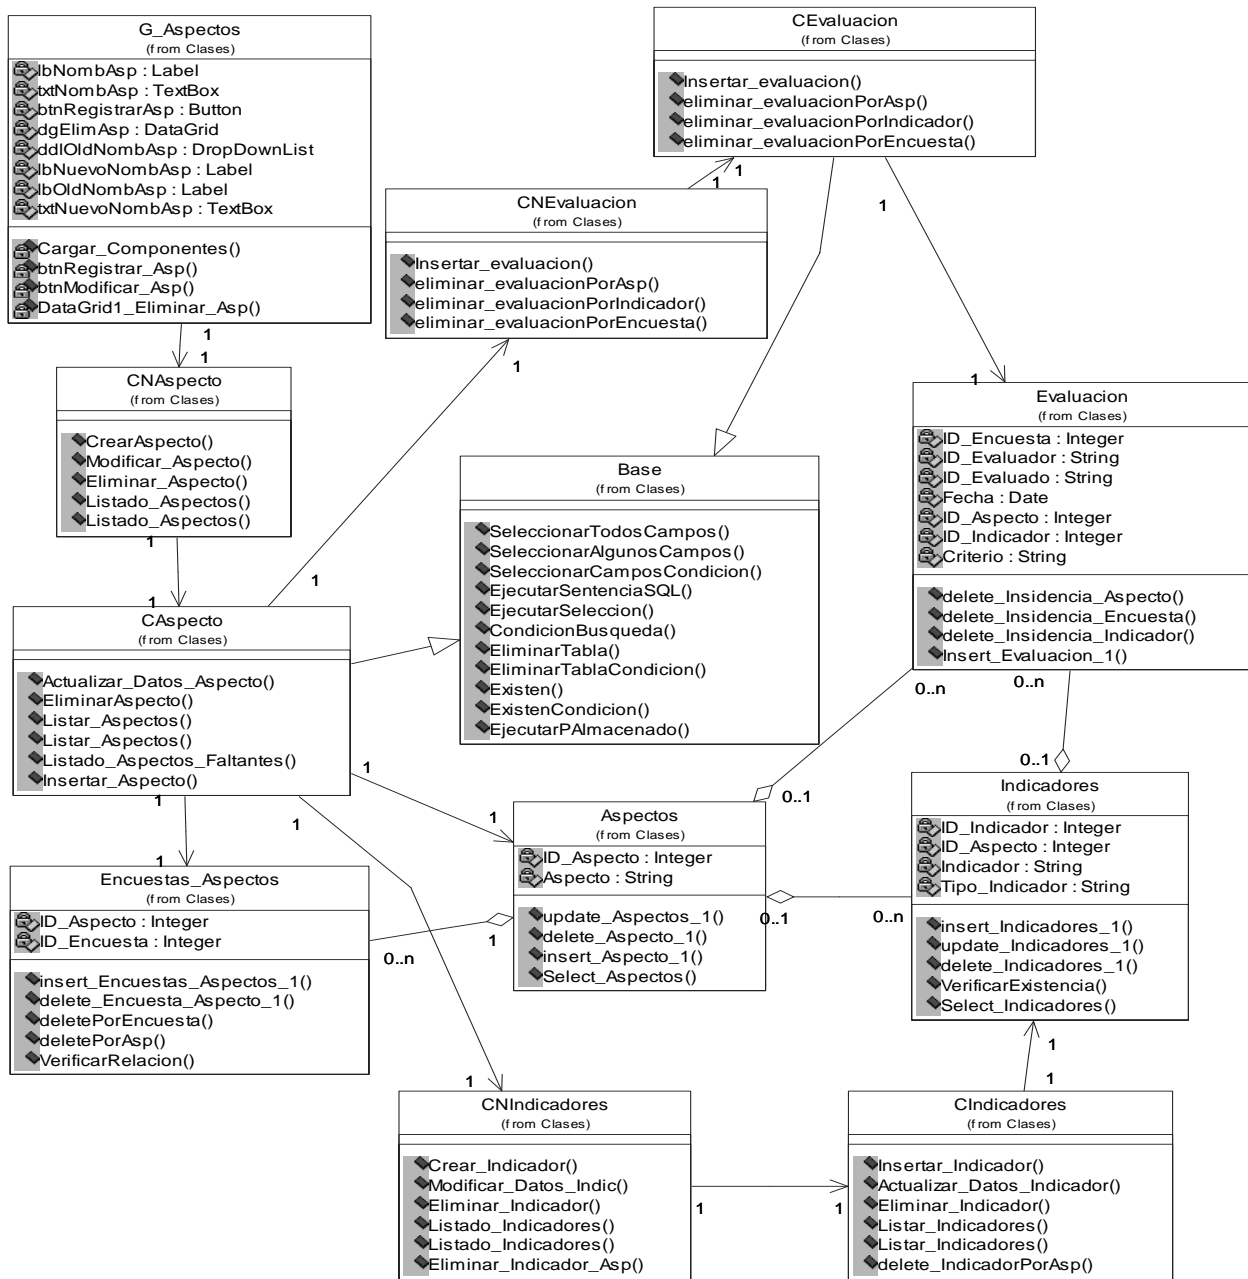 G_Aspectos
(from Clases)
lbNombAsp : Label
txtNombAsp : TextBox
btnRegistrarAsp : Button
dgElimAsp : DataGrid
ddlOldNombAsp : DropDownList
lbNuevoNombAsp : Label
lbOldNombAsp : Label
txtNuevoNombAsp : TextBox
Cargar_Componentes()
btnRegistrar_Asp()
btnModificar_Asp()
DataGrid1_Eliminar_Asp()
1
1
CEvaluacion
(from Clases)
Insertar_evaluacion()
eliminar_evaluacionPorAsp()
eliminar_evaluacionPorIndicador()
eliminar_evaluacionPorEncuesta()
1
1
1
1
CNEvaluacion
(from Clases)
Insertar_evaluacion()
eliminar_evaluacionPorAsp()
eliminar_evaluacionPorIndicador()
eliminar_evaluacionPorEncuesta()
1
1
CNAspecto
(from Clases)
CrearAspecto()
Modificar_Aspecto()
Eliminar_Aspecto()
Listado_Aspectos()
Listado_Aspectos()
1
1
Base
(from Clases)
SeleccionarTodosCampos()
SeleccionarAlgunosCampos()
SeleccionarCamposCondicion()
EjecutarSentenciaSQL()
EjecutarSeleccion()
CondicionBusqueda()
EliminarTabla()
EliminarTablaCondicion()
Existen()
ExistenCondicion()
EjecutarPAlmacenado()
Evaluacion
(from Clases)
ID_Encuesta : Integer
ID_Evaluador : String
ID_Evaluado : String
Fecha : Date
ID_Aspecto : Integer
ID_Indicador : Integer
Criterio : String
delete_Insidencia_Aspecto()
delete_Insidencia_Encuesta()
delete_Insidencia_Indicador()
Insert_Evaluacion_1()
0..n
0..n
0..1
0..1
CAspecto
(from Clases)
Actualizar_Datos_Aspecto()
EliminarAspecto()
Listar_Aspectos()
Listar_Aspectos()
Listado_Aspectos_Faltantes()
Insertar_Aspecto()
1
1
1
1
1
Aspectos
(from Clases)
ID_Aspecto : Integer
Aspecto : String
update_Aspectos_1()
delete_Aspecto_1()
insert_Aspecto_1()
Select_Aspectos()
0..1
0..n
Indicadores
(from Clases)
ID_Indicador : Integer
ID_Aspecto : Integer
Indicador : String
Tipo_Indicador : String
insert_Indicadores_1()
update_Indicadores_1()
delete_Indicadores_1()
VerificarExistencia()
Select_Indicadores()
1
1
Encuestas_Aspectos
(from Clases)
ID_Aspecto : Integer
ID_Encuesta : Integer
insert_Encuestas_Aspectos_1()
delete_Encuesta_Aspecto_1()
deletePorEncuesta()
deletePorAsp()
VerificarRelacion()
0..n
1
1
CNIndicadores
(from Clases)
Crear_Indicador()
Modificar_Datos_Indic()
Eliminar_Indicador()
Listado_Indicadores()
Listado_Indicadores()
Eliminar_Indicador_Asp()
1
1
CIndicadores
(from Clases)
Insertar_Indicador()
Actualizar_Datos_Indicador()
Eliminar_Indicador()
Listar_Indicadores()
Listar_Indicadores()
delete_IndicadorPorAsp()